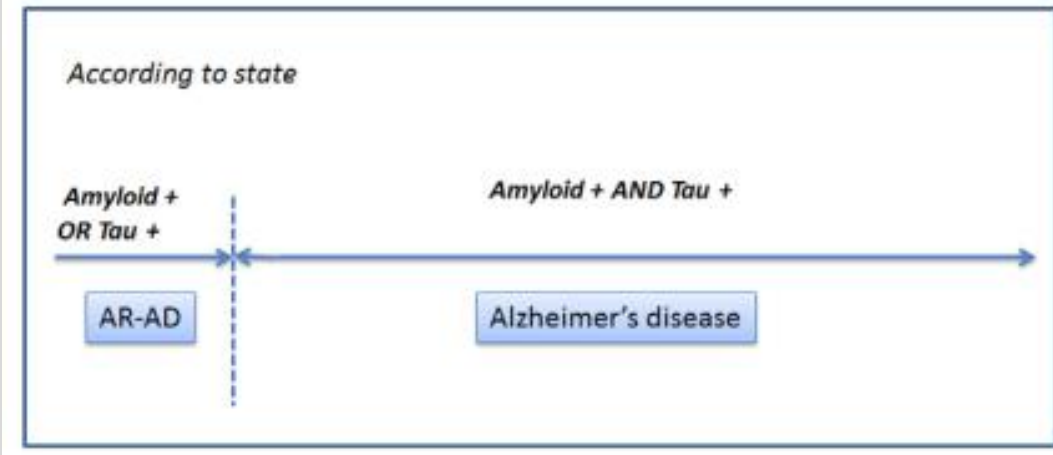 According to state
Amyloid +
OR Tau +
Amyloid + AND Tau +
AR-AD
Alzheimer's disease